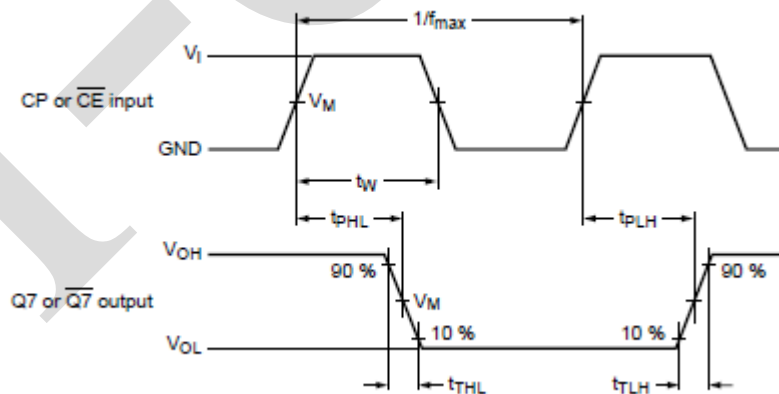 1/fmax
VI
CP or CE input
VM
GND
tW
tPHL
tPLH
VOH
90 %
90 %
Q7 or Q7 output
VM
10 %
10 %
VOL
tTHL
tTLH